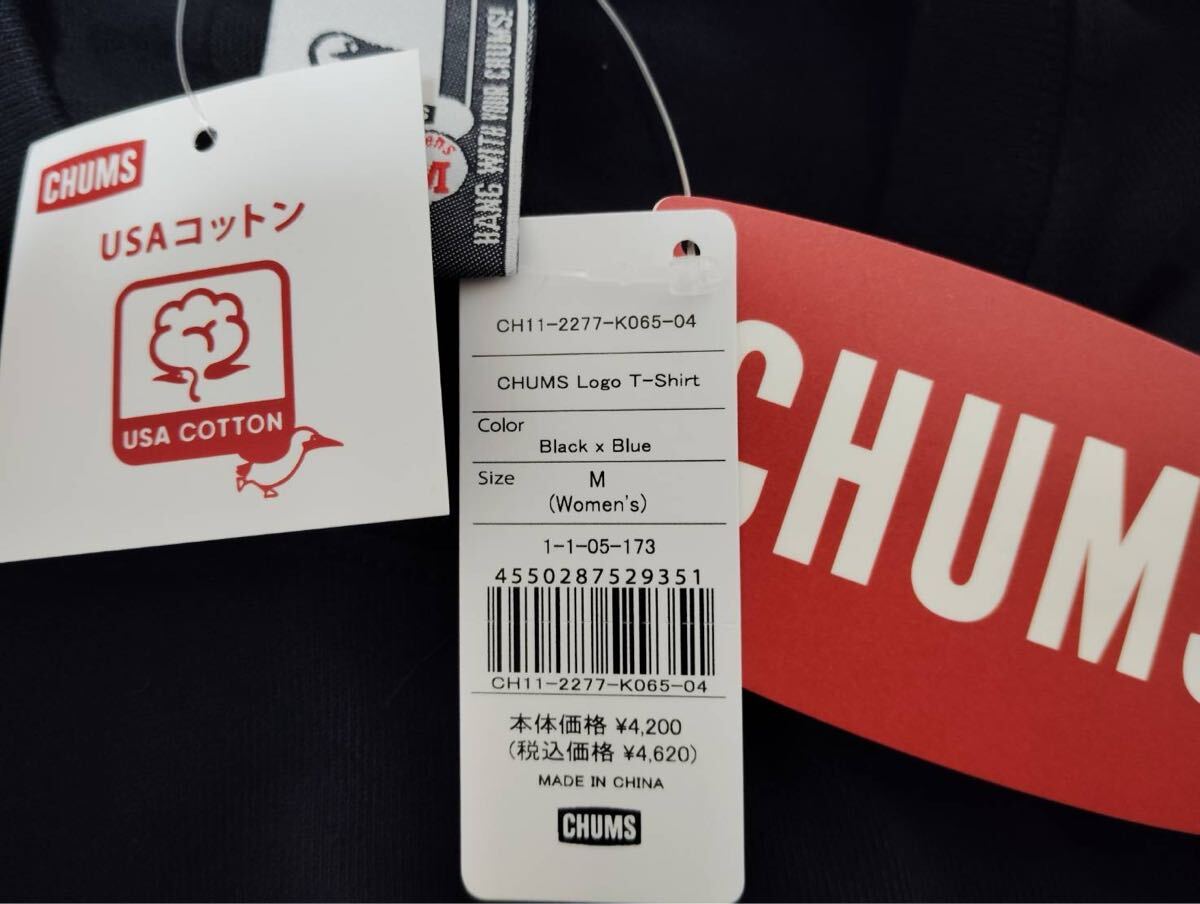 CHUMS
USAコットン
USA COTTON
HANG WITH YOUR CHUMS!
M
CH11-2277-K065-04
CHUMS Logo T-Shirt
Color
Black x Blue
Size M
(Women's)
1-1-05-173
4550287529351
CH11-2277-K065-04
本体価格 ¥4,200
(税込価格 ¥4,620)
MADE IN CHINA
CHUMS
CHUMS